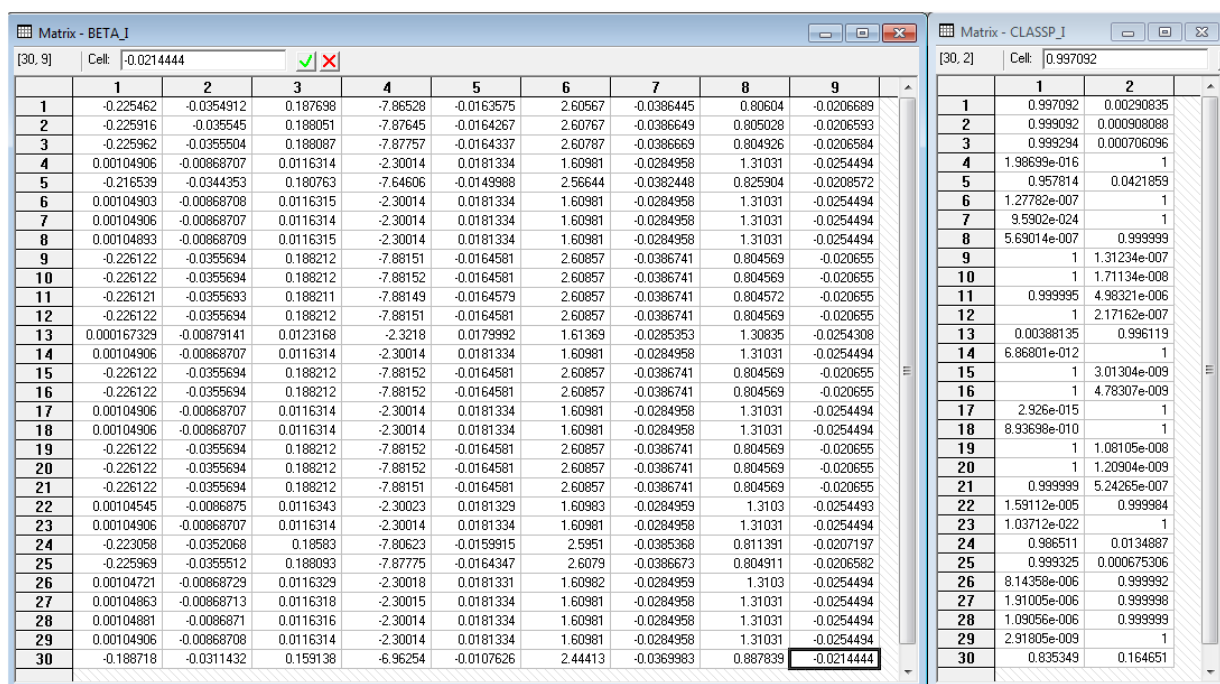 Matrix - BETA_I
[30, 9] Cell: -0.0214444
1 2 3 4 5 6 7 8 9
1 -0.225462 -0.0354912 0.187698 -7.86528 -0.0163575 2.60567 -0.0386445 0.80604 -0.0206689
2 -0.225916 -0.035545 0.188051 -7.87645 -0.0164267 2.60767 -0.0386649 0.805028 -0.0206593
3 -0.225962 -0.0355504 0.188087 -7.87757 -0.0164337 2.60787 -0.0386669 0.804926 -0.0206584
4 0.00104906 -0.00868707 0.0116314 -2.30014 0.0181334 1.60981 -0.0284958 1.31031 -0.0254494
5 -0.216539 -0.0344353 0.180763 -7.64606 -0.0149988 2.56644 -0.0382448 0.825904 -0.0208572
6 0.00104903 -0.00868708 0.0116315 -2.30014 0.0181334 1.60981 -0.0284958 1.31031 -0.0254494
7 0.00104906 -0.00868707 0.0116314 -2.30014 0.0181334 1.60981 -0.0284958 1.31031 -0.0254494
8 0.00104893 -0.00868709 0.0116315 -2.30014 0.0181334 1.60981 -0.0284958 1.31031 -0.0254494
9 -0.226122 -0.0355694 0.188212 -7.88151 -0.0164581 2.60857 -0.0386741 0.804569 -0.020655
10 -0.226122 -0.0355694 0.188212 -7.88152 -0.0164581 2.60857 -0.0386741 0.804569 -0.020655
11 -0.226121 -0.0355693 0.188211 -7.88149 -0.0164579 2.60857 -0.0386741 0.804572 -0.020655
12 -0.226122 -0.0355694 0.188212 -7.88151 -0.0164581 2.60857 -0.0386741 0.804569 -0.020655
13 0.000167329 -0.00879141 0.0123168 -2.3218 0.0179992 1.61369 -0.0285353 1.30835 -0.0254308
14 0.00104906 -0.00868707 0.0116314 -2.30014 0.0181334 1.60981 -0.0284958 1.31031 -0.0254494
15 -0.226122 -0.0355694 0.188212 -7.88152 -0.0164581 2.60857 -0.0386741 0.804569 -0.020655
16 -0.226122 -0.0355694 0.188212 -7.88152 -0.0164581 2.60857 -0.0386741 0.804569 -0.020655
17 0.00104906 -0.00868707 0.0116314 -2.30014 0.0181334 1.60981 -0.0284958 1.31031 -0.0254494
18 0.00104906 -0.00868707 0.0116314 -2.30014 0.0181334 1.60981 -0.0284958 1.31031 -0.0254494
19 -0.226122 -0.0355694 0.188212 -7.88152 -0.0164581 2.60857 -0.0386741 0.804569 -0.020655
20 -0.226122 -0.0355694 0.188212 -7.88152 -0.0164581 2.60857 -0.0386741 0.804569 -0.020655
21 -0.226122 -0.0355694 0.188212 -7.88151 -0.0164581 2.60857 -0.0386741 0.804569 -0.020655
22 0.00104545 -0.0086875 0.0116343 -2.30023 0.0181329 1.60983 -0.0284959 1.3103 -0.0254493
23 0.00104906 -0.00868707 0.0116314 -2.30014 0.0181334 1.60981 -0.0284958 1.31031 -0.0254494
24 -0.223058 -0.0352068 0.18583 -7.80623 -0.0159915 2.5951 -0.0385368 0.811391 -0.0207197
25 -0.225969 -0.0355512 0.188093 -7.87775 -0.0164347 2.6079 -0.0386673 0.804911 -0.0206582
26 0.00104721 -0.00868729 0.0116329 -2.30018 0.0181331 1.60982 -0.0284959 1.3103 -0.0254494
27 0.00104863 -0.00868713 0.0116318 -2.30015 0.0181334 1.60981 -0.0284958 1.31031 -0.0254494
28 0.00104881 -0.0086871 0.0116316 -2.30014 0.0181334 1.60981 -0.0284958 1.31031 -0.0254494
29 0.00104906 -0.00868708 0.0116314 -2.30014 0.0181334 1.60981 -0.0284958 1.31031 -0.0254494
30 -0.188718 -0.0311432 0.159138 -6.96254 -0.0107626 2.44413 -0.0369983 0.887839 -0.0214444
Matrix - CLASSP_I
[30, 2] Cell: 0.997092
1 2
1 0.997092 0.00290835
2 0.999092 0.000908088
3 0.999294 0.000706096
4 1.98699e-016 1
5 0.957814 0.0421859
6 1.27782e-007 1
7 9.5902e-024 1
8 5.69014e-007 0.999999
9 1 1.31234e-007
10 1 1.71134e-008
11 0.999995 4.98321e-006
12 1 2.17162e-007
13 0.00388135 0.996119
14 6.86801e-012 1
15 1 3.01304e-009
16 1 4.78307e-009
17 2.926e-015 1
18 8.93698e-010 1
19 1 1.08105e-008
20 1 1.20904e-009
21 0.999999 5.24265e-007
22 1.59112e-005 0.999984
23 1.03712e-022 1
24 0.986511 0.0134887
25 0.999325 0.000675306
26 8.14358e-006 0.999992
27 1.91005e-006 0.999998
28 1.09056e-006 0.999999
29 2.91805e-009 1
30 0.835349 0.164651